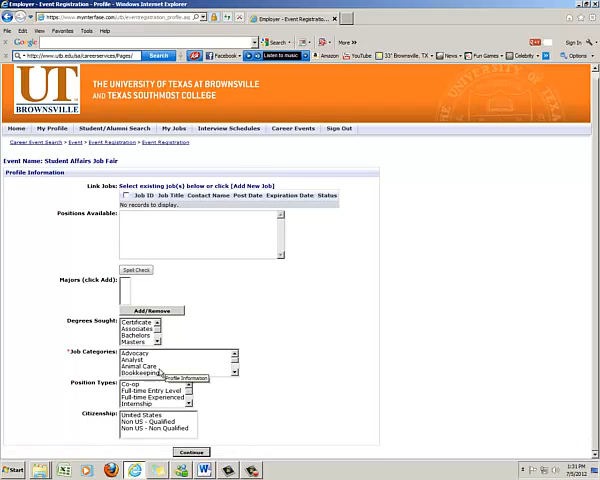 Employer - Event Registration - Profile - Windows Internet Explorer
https://www.myinterfase.com/utb/eventregistration_profile.asp
Employer - Event Registratio...
File Edit View Favorites Tools Help
Google Search More Sign In
http://www.utb.edu/sa/careerservices/Pages/ Search Facebook Listen to music Amazon YouTube 33° Brownsville, TX News Fun Games Celebrity Options
UT
BROWNSVILLE
THE UNIVERSITY OF TEXAS AT BROWNSVILLE
AND TEXAS SOUTHMOST COLLEGE
Home My Profile Student/Alumni Search My Jobs Interview Schedules Career Events Sign Out
Career Event Search > Event > Event Registration > Event Registration
Event Name: Student Affairs Job Fair
Profile Information
Link Jobs: Select existing job(s) below or click [Add New Job]
Job ID Job Title Contact Name Post Date Expiration Date Status
No records to display.
Positions Available:
Spell Check
Majors (click Add):
Add/Remove
Degrees Sought: Certificate
Associates
Bachelors
Masters
*Job Categories: Advocacy
Analyst
Animal Care
Bookkeeping
Profile Information
Position Types: Co-op
Full-time Entry Level
Full-time Experienced
Internship
Citizenship: United States
Non US - Qualified
Non US - Non Qualified
Continue
Start
1:31 PM
7/5/2012